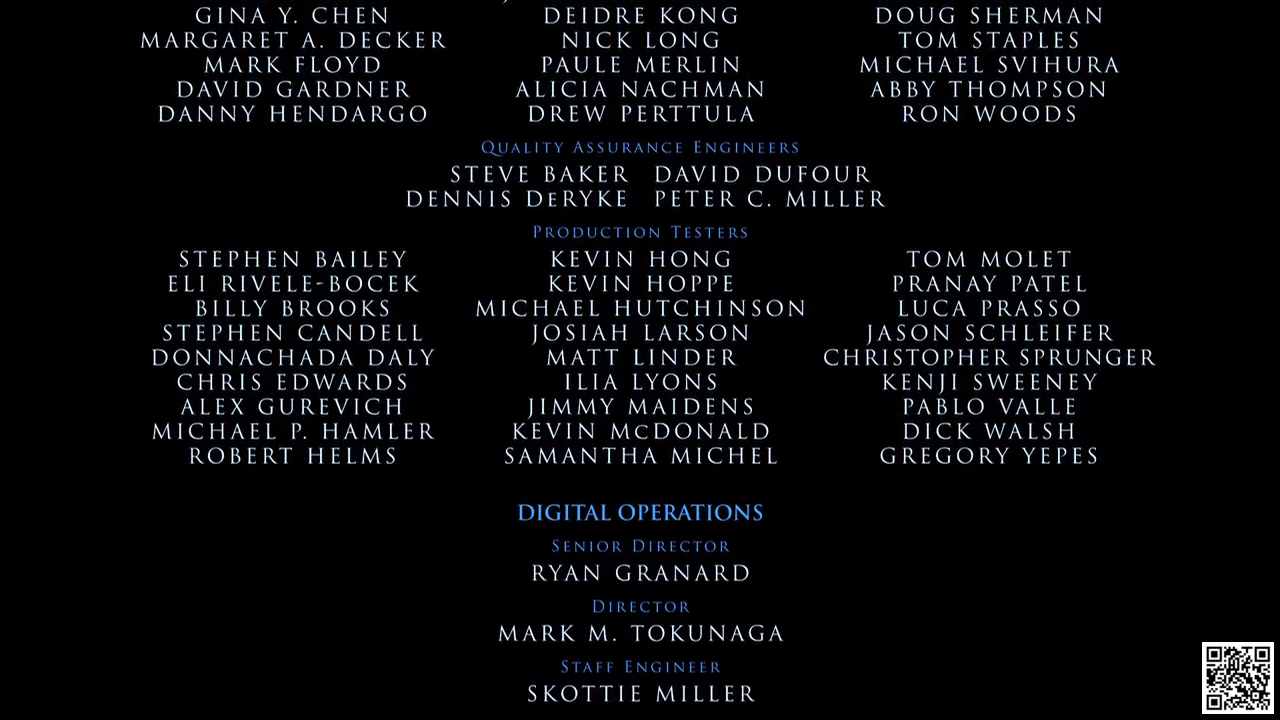 GINA Y. CHEN DEIDRE KONG DOUG SHERMAN
MARGARET A. DECKER NICK LONG TOM STAPLES
MARK FLOYD PAULE MERLIN MICHAEL SVIHURA
DAVID GARDNER ALICIA NACHMAN ABBY THOMPSON
DANNY HENDARGO DREW PERTTULA RON WOODS
QUALITY ASSURANCE ENGINEERS
STEVE BAKER DAVID DUFOUR
DENNIS DeRYKE PETER C. MILLER
PRODUCTION TESTERS
STEPHEN BAILEY KEVIN HONG TOM MOLET
ELI RIVELE-BOCEK KEVIN HOPPE PRANAY PATEL
BILLY BROOKS MICHAEL HUTCHINSON LUCA PRASSO
STEPHEN CANDELL JOSIAH LARSON JASON SCHLEIFER
DONNACHADA DALY MATT LINDER CHRISTOPHER SPRUNGER
CHRIS EDWARDS ILIA LYONS KENJI SWEENEY
ALEX GUREVICH JIMMY MAIDENS PABLO VALLE
MICHAEL P. HAMLER KEVIN McDONALD DICK WALSH
ROBERT HELMS SAMANTHA MICHEL GREGORY YEPES
DIGITAL OPERATIONS
SENIOR DIRECTOR
RYAN GRANARD
DIRECTOR
MARK M. TOKUNAGA
STAFF ENGINEER
SKOTTIE MILLER